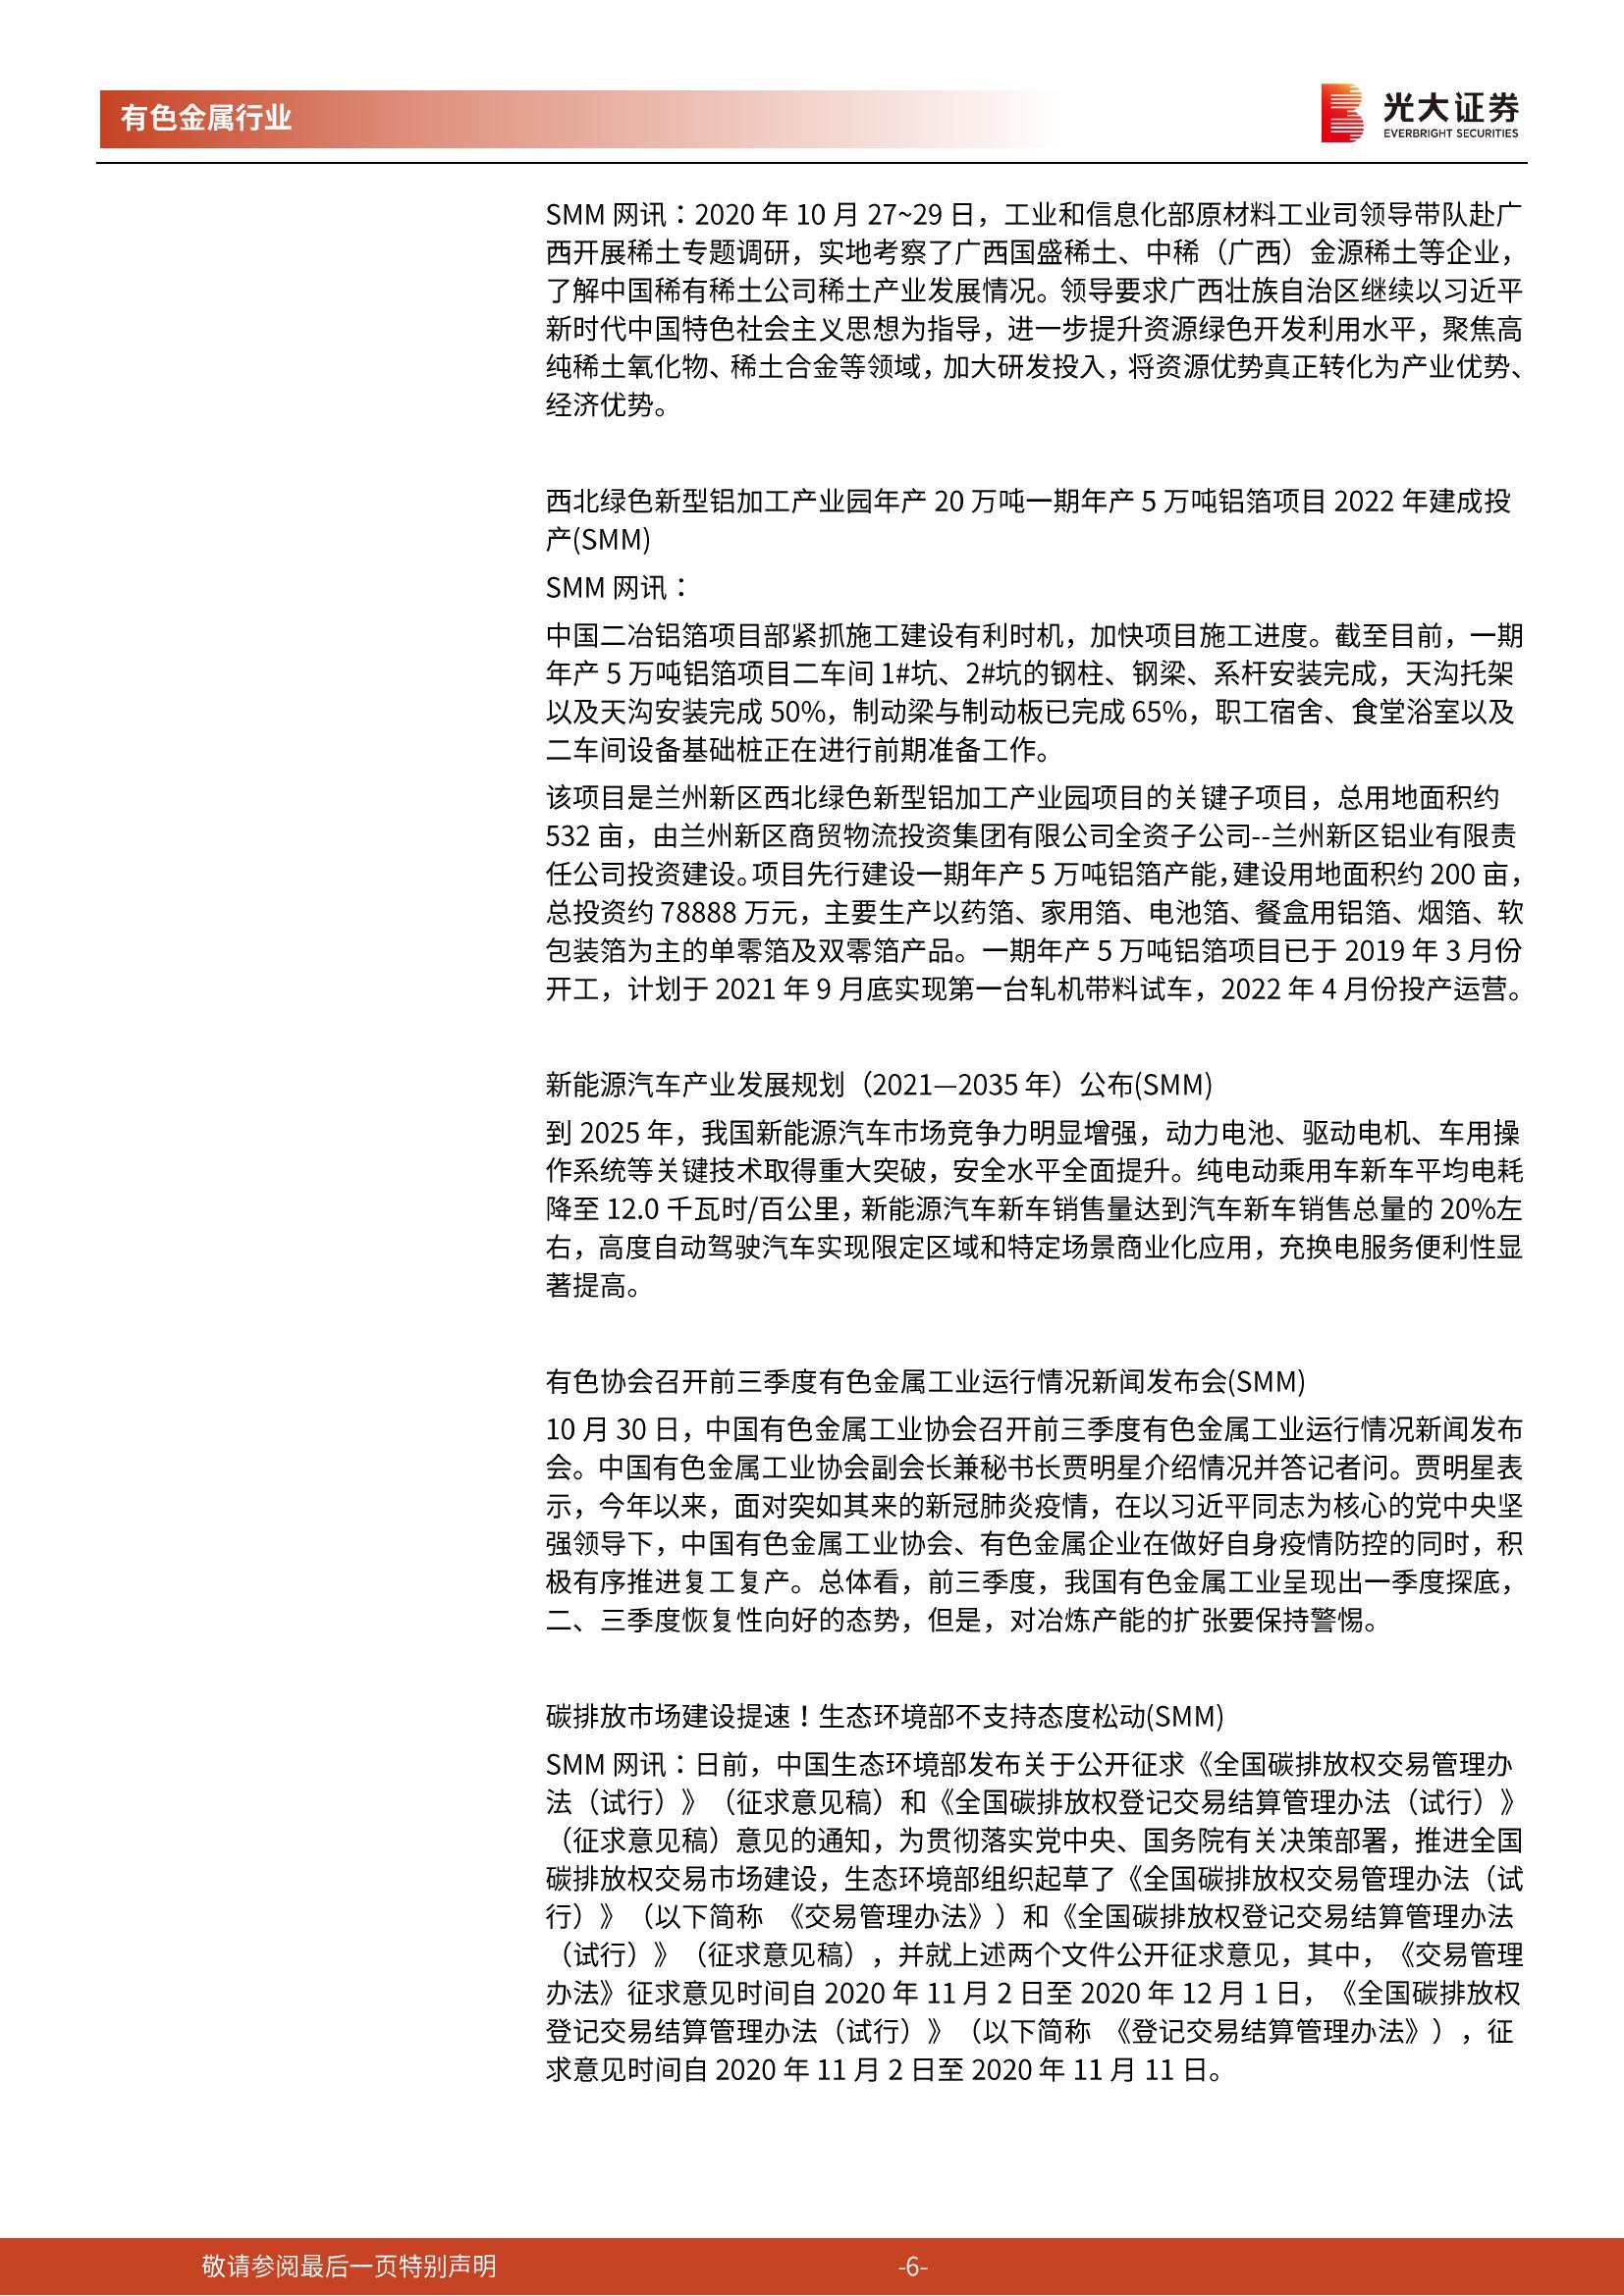 有色金属行业
光大证券
EVERBRIGHT SECURITIES
SMM 网讯：2020 年 10 月 27~29 日，工业和信息化部原材料工业司领导带队赴广
西开展稀土专题调研，实地考察了广西国盛稀土、中稀（广西）金源稀土等企业，
了解中国稀有稀土公司稀土产业发展情况。领导要求广西壮族自治区继续以习近平
新时代中国特色社会主义思想为指导，进一步提升资源绿色开发利用水平，聚焦高
纯稀土氧化物、稀土合金等领域，加大研发投入，将资源优势真正转化为产业优势、
经济优势。
西北绿色新型铝加工产业园年产 20 万吨一期年产 5 万吨铝箔项目 2022 年建成投
产(SMM)
SMM 网讯：
中国二冶铝箔项目部紧抓施工建设有利时机，加快项目施工进度。截至目前，一期
年产 5 万吨铝箔项目二车间 1#坑、2#坑的钢柱、钢梁、系杆安装完成，天沟托架
以及天沟安装完成 50%，制动梁与制动板已完成 65%，职工宿舍、食堂浴室以及
二车间设备基础桩正在进行前期准备工作。
该项目是兰州新区西北绿色新型铝加工产业园项目的关键子项目，总用地面积约
532 亩，由兰州新区商贸物流投资集团有限公司全资子公司--兰州新区铝业有限责
任公司投资建设。项目先行建设一期年产 5 万吨铝箔产能，建设用地面积约 200 亩，
总投资约 78888 万元，主要生产以药箔、家用箔、电池箔、餐盒用铝箔、烟箔、软
包装箔为主的单零箔及双零箔产品。一期年产 5 万吨铝箔项目已于 2019 年 3 月份
开工，计划于 2021 年 9 月底实现第一台轧机带料试车，2022 年 4 月份投产运营。
新能源汽车产业发展规划（2021—2035 年）公布(SMM)
到 2025 年，我国新能源汽车市场竞争力明显增强，动力电池、驱动电机、车用操
作系统等关键技术取得重大突破，安全水平全面提升。纯电动乘用车新车平均电耗
降至 12.0 千瓦时/百公里，新能源汽车新车销售量达到汽车新车销售总量的 20%左
右，高度自动驾驶汽车实现限定区域和特定场景商业化应用，充换电服务便利性显
著提高。
有色协会召开前三季度有色金属工业运行情况新闻发布会(SMM)
10 月 30 日，中国有色金属工业协会召开前三季度有色金属工业运行情况新闻发布
会。中国有色金属工业协会副会长兼秘书长贾明星介绍情况并答记者问。贾明星表
示，今年以来，面对突如其来的新冠肺炎疫情，在以习近平同志为核心的党中央坚
强领导下，中国有色金属工业协会、有色金属企业在做好自身疫情防控的同时，积
极有序推进复工复产。总体看，前三季度，我国有色金属工业呈现出一季度探底，
二、三季度恢复性向好的态势，但是，对冶炼产能的扩张要保持警惕。
碳排放市场建设提速！生态环境部不支持态度松动(SMM)
SMM 网讯：日前，中国生态环境部发布关于公开征求《全国碳排放权交易管理办
法（试行）》（征求意见稿）和《全国碳排放权登记交易结算管理办法（试行）》
（征求意见稿）意见的通知，为贯彻落实党中央、国务院有关决策部署，推进全国
碳排放权交易市场建设，生态环境部组织起草了《全国碳排放权交易管理办法（试
行）》（以下简称 《交易管理办法》）和《全国碳排放权登记交易结算管理办法
（试行）》（征求意见稿），并就上述两个文件公开征求意见，其中，《交易管理
办法》征求意见时间自 2020 年 11 月 2 日至 2020 年 12 月 1 日，《全国碳排放权
登记交易结算管理办法（试行）》（以下简称 《登记交易结算管理办法》），征
求意见时间自 2020 年 11 月 2 日至 2020 年 11 月 11 日。
敬请参阅最后一页特别声明
-6-